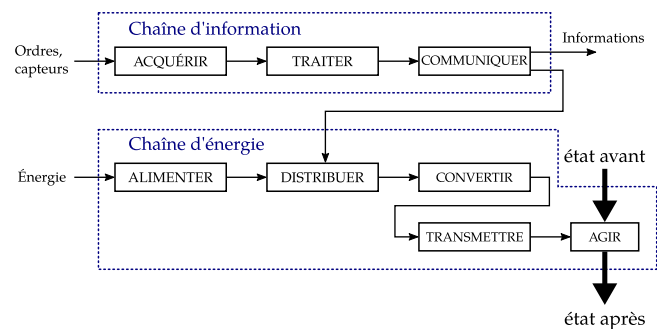 Chaîne d'information
Ordres,
capteurs
ACQUÉRIR
TRAITER
COMMUNIQUER
Informations
Chaîne d'énergie
Énergie
ALIMENTER
DISTRIBUER
CONVERTIR
état avant
TRANSMETTRE
AGIR
état après